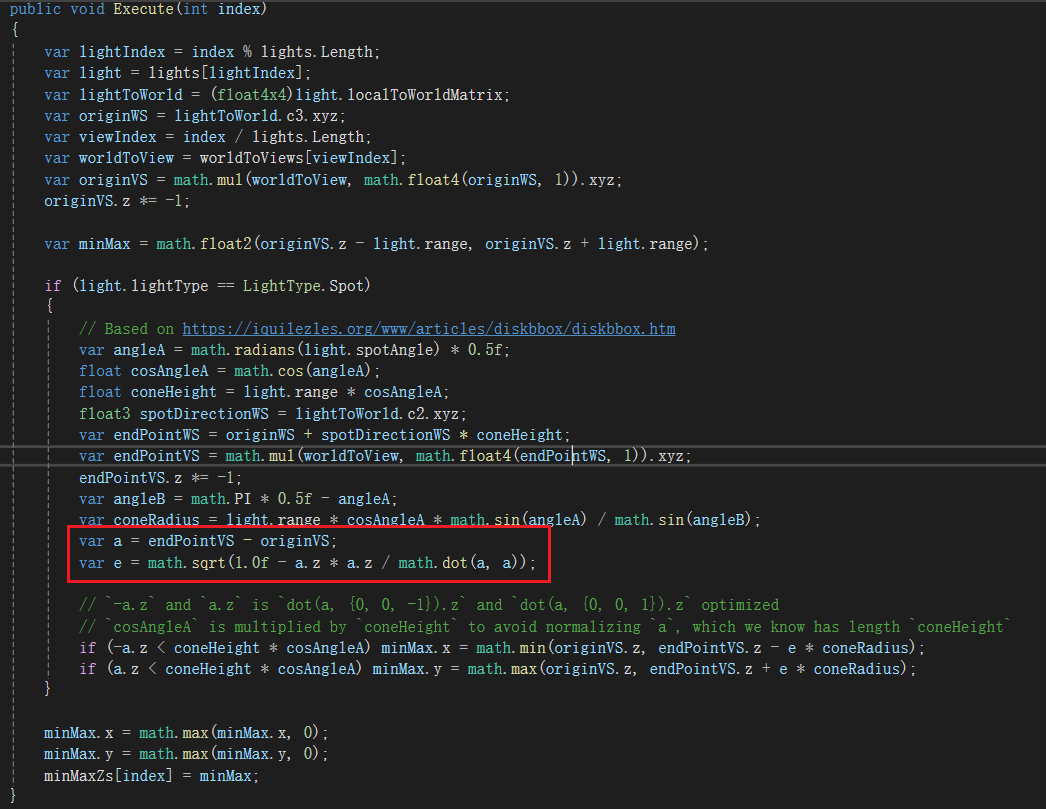 public void Execute(int index)
{
var lightIndex = index % lights.Length;
var light = lights[lightIndex];
var lightToWorld = (float4x4)light.localToWorldMatrix;
var originWS = lightToWorld.c3.xyz;
var viewIndex = index / lights.Length;
var worldToView = worldToViews[viewIndex];
var originVS = math.mul(worldToView, math.float4(originWS, 1)).xyz;
originVS.z *= -1;
var minMax = math.float2(originVS.z - light.range, originVS.z + light.range);
if (light.lightType == LightType.Spot)
{
// Based on https://iquilezles.org/www/articles/diskbbox/diskbbox.htm
var angleA = math.radians(light.spotAngle) * 0.5f;
float cosAngleA = math.cos(angleA);
float coneHeight = light.range * cosAngleA;
float3 spotDirectionWS = lightToWorld.c2.xyz;
var endPointWS = originWS + spotDirectionWS * coneHeight;
var endPointVS = math.mul(worldToView, math.float4(endPointWS, 1)).xyz;
endPointVS.z *= -1;
var angleB = math.PI * 0.5f - angleA;
var coneRadius = light.range * cosAngleA * math.sin(angleA) / math.sin(angleB);
var a = endPointVS - originVS;
var e = math.sqrt(1.0f - a.z * a.z / math.dot(a, a));
// `-a.z` and `a.z` is `dot(a, {0, 0, -1}).z` and `dot(a, {0, 0, 1}).z` optimized
// `cosAngleA` is multiplied by `coneHeight` to avoid normalizing `a`, which we know has length `coneHeight`
if (-a.z < coneHeight * cosAngleA) minMax.x = math.min(originVS.z, endPointVS.z - e * coneRadius);
if (a.z < coneHeight * cosAngleA) minMax.y = math.max(originVS.z, endPointVS.z + e * coneRadius);
}
minMax.x = math.max(minMax.x, 0);
minMax.y = math.max(minMax.y, 0);
minMaxZs[index] = minMax;
}